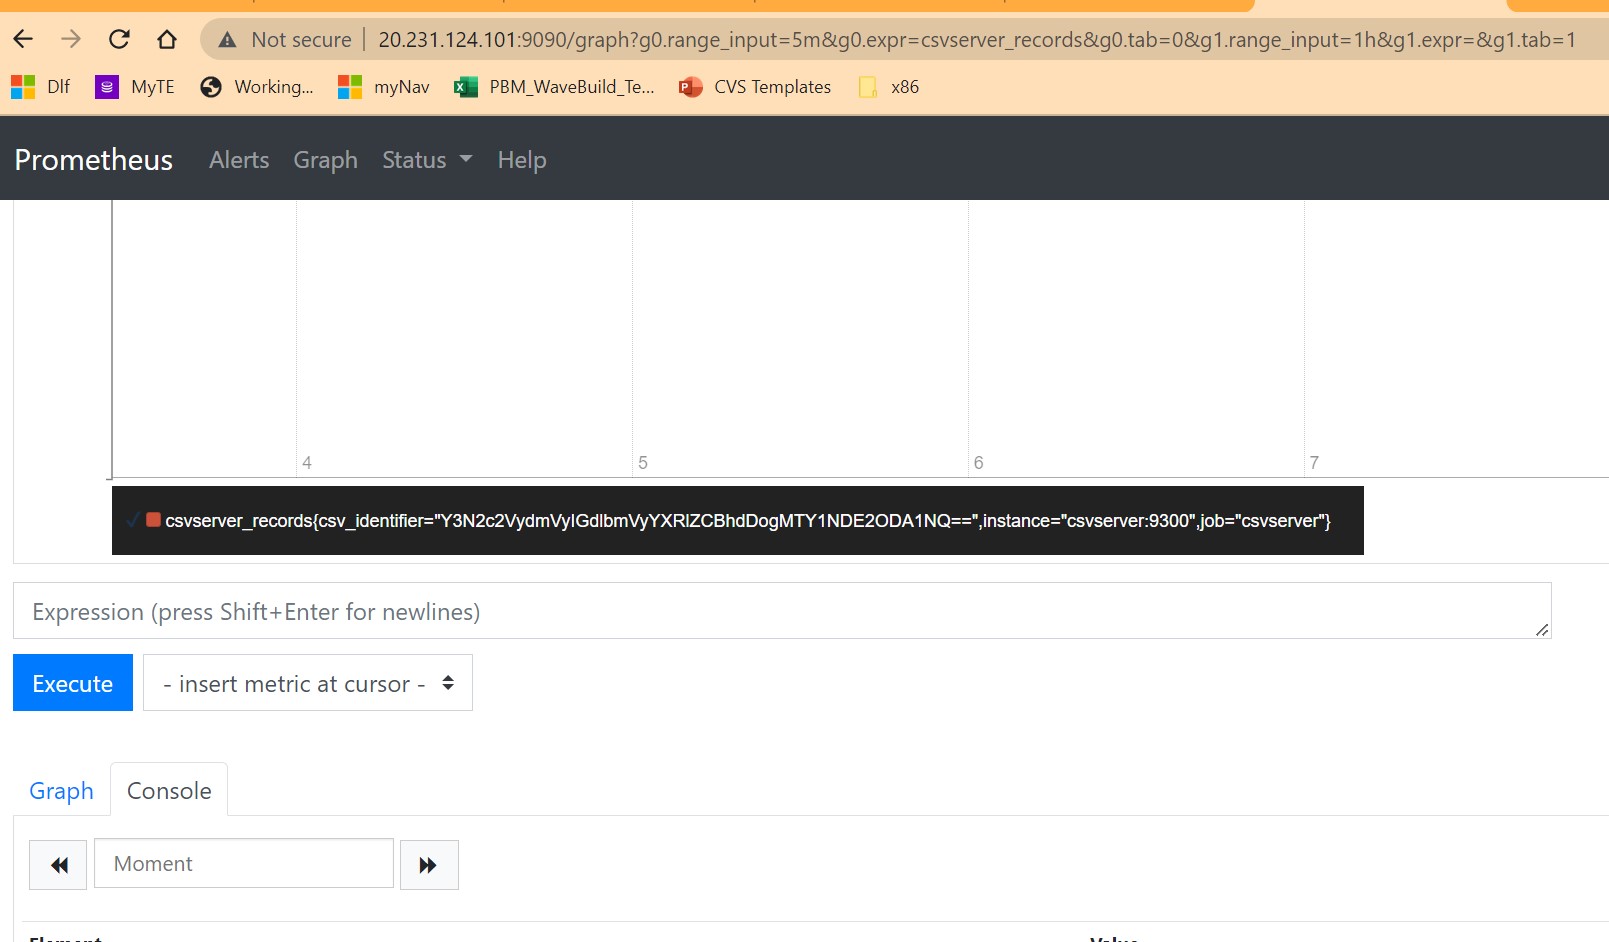 Not secure | 20.231.124.101:9090/graph?g0.range_input=5m&g0.expr=csvserver_records&g0.tab=0&g1.range_input=1h&g1.expr=&g1.tab=1
Dlf MyTE Working... myNav PBM_WaveBuild_Te... CVS Templates x86
Prometheus Alerts Graph Status Help
4 5 6 7
csvserver_records{csv_identifier="Y3N2c2VydmVyIGdlbmVyYXRlZCBhdDogMTY1NDE2ODA1NQ==",instance="csvserver:9300",job="csvserver"}
Expression (press Shift+Enter for newlines)
Execute - insert metric at cursor -
Graph Console
Moment
Element Value